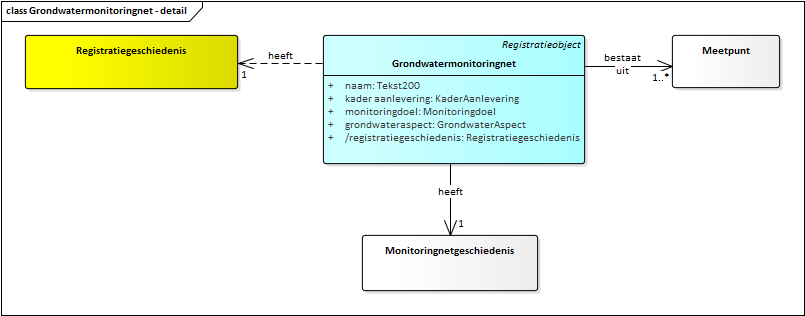 class Grondwatermonitoringnet - detail
Registratiegeschiedenis
heeft
1
Registratieobject
Grondwatermonitoringnet
+ naam: Tekst200
+ kader aanlevering: KaderAanlevering
+ monitoringdoel: Monitoringdoel
+ grondwateraspect: GrondwaterAspect
+ /registratiegeschiedenis: Registratiegeschiedenis
bestaat
uit
1..*
Meetpunt
heeft
1
Monitoringnetgeschiedenis